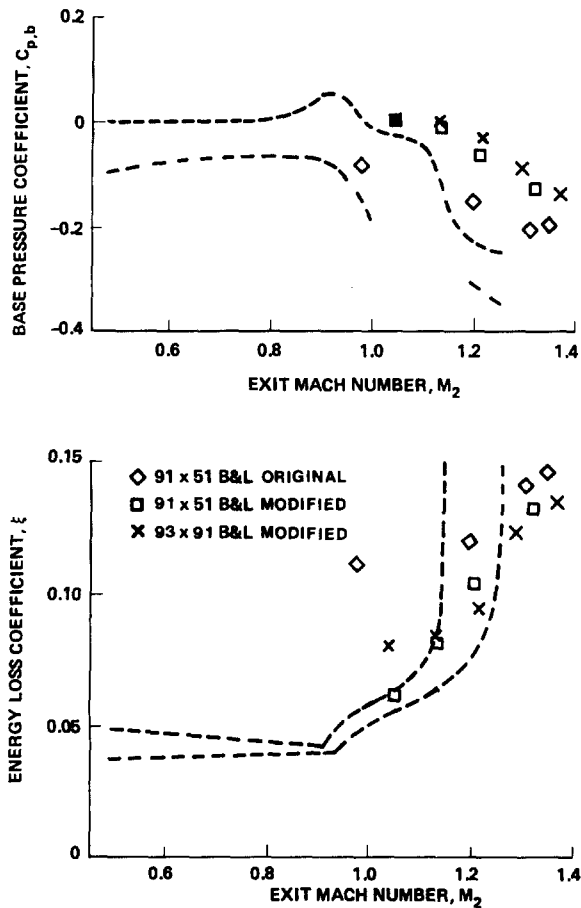 BASE PRESSURE COEFFICIENT, Cp,b
0.2
0
−0.2
−0.4
0.6
0.8
1.0
1.2
1.4
EXIT MACH NUMBER, M2
ENERGY LOSS COEFFICIENT, ξ
0.15
0.10
0.05
0
91 x 51 B&L ORIGINAL
91 x 51 B&L MODIFIED
93 x 91 B&L MODIFIED
0.6
0.8
1.0
1.2
1.4
EXIT MACH NUMBER, M2